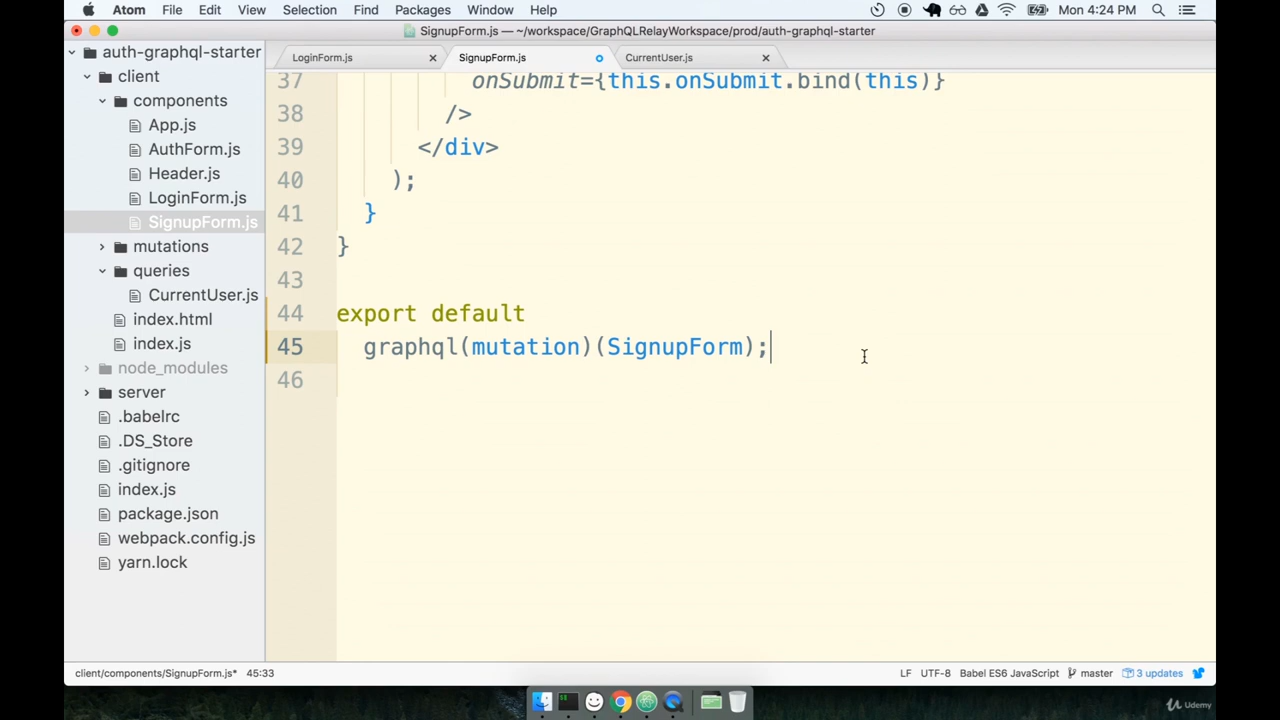 Atom File Edit View Selection Find Packages Window Help Mon 4:24 PM
SignupForm.js — ~/workspace/GraphQLRelayWorkspace/prod/auth-graphql-starter
auth-graphql-starter
client
components
App.js
AuthForm.js
Header.js
LoginForm.js
SignupForm.js
mutations
queries
CurrentUser.js
index.html
index.js
node_modules
server
.babelrc
.DS_Store
.gitignore
index.js
package.json
webpack.config.js
yarn.lock
LoginForm.js SignupForm.js CurrentUser.js
37 onSubmit={this.onSubmit.bind(this)}
38 />
39 </div>
40 );
41 }
42 }
43
44 export default
45 graphql(mutation)(SignupForm);
46
client/components/SignupForm.js* 45:33 LF UTF-8 Babel ES6 JavaScript master 3 updates
Udemy